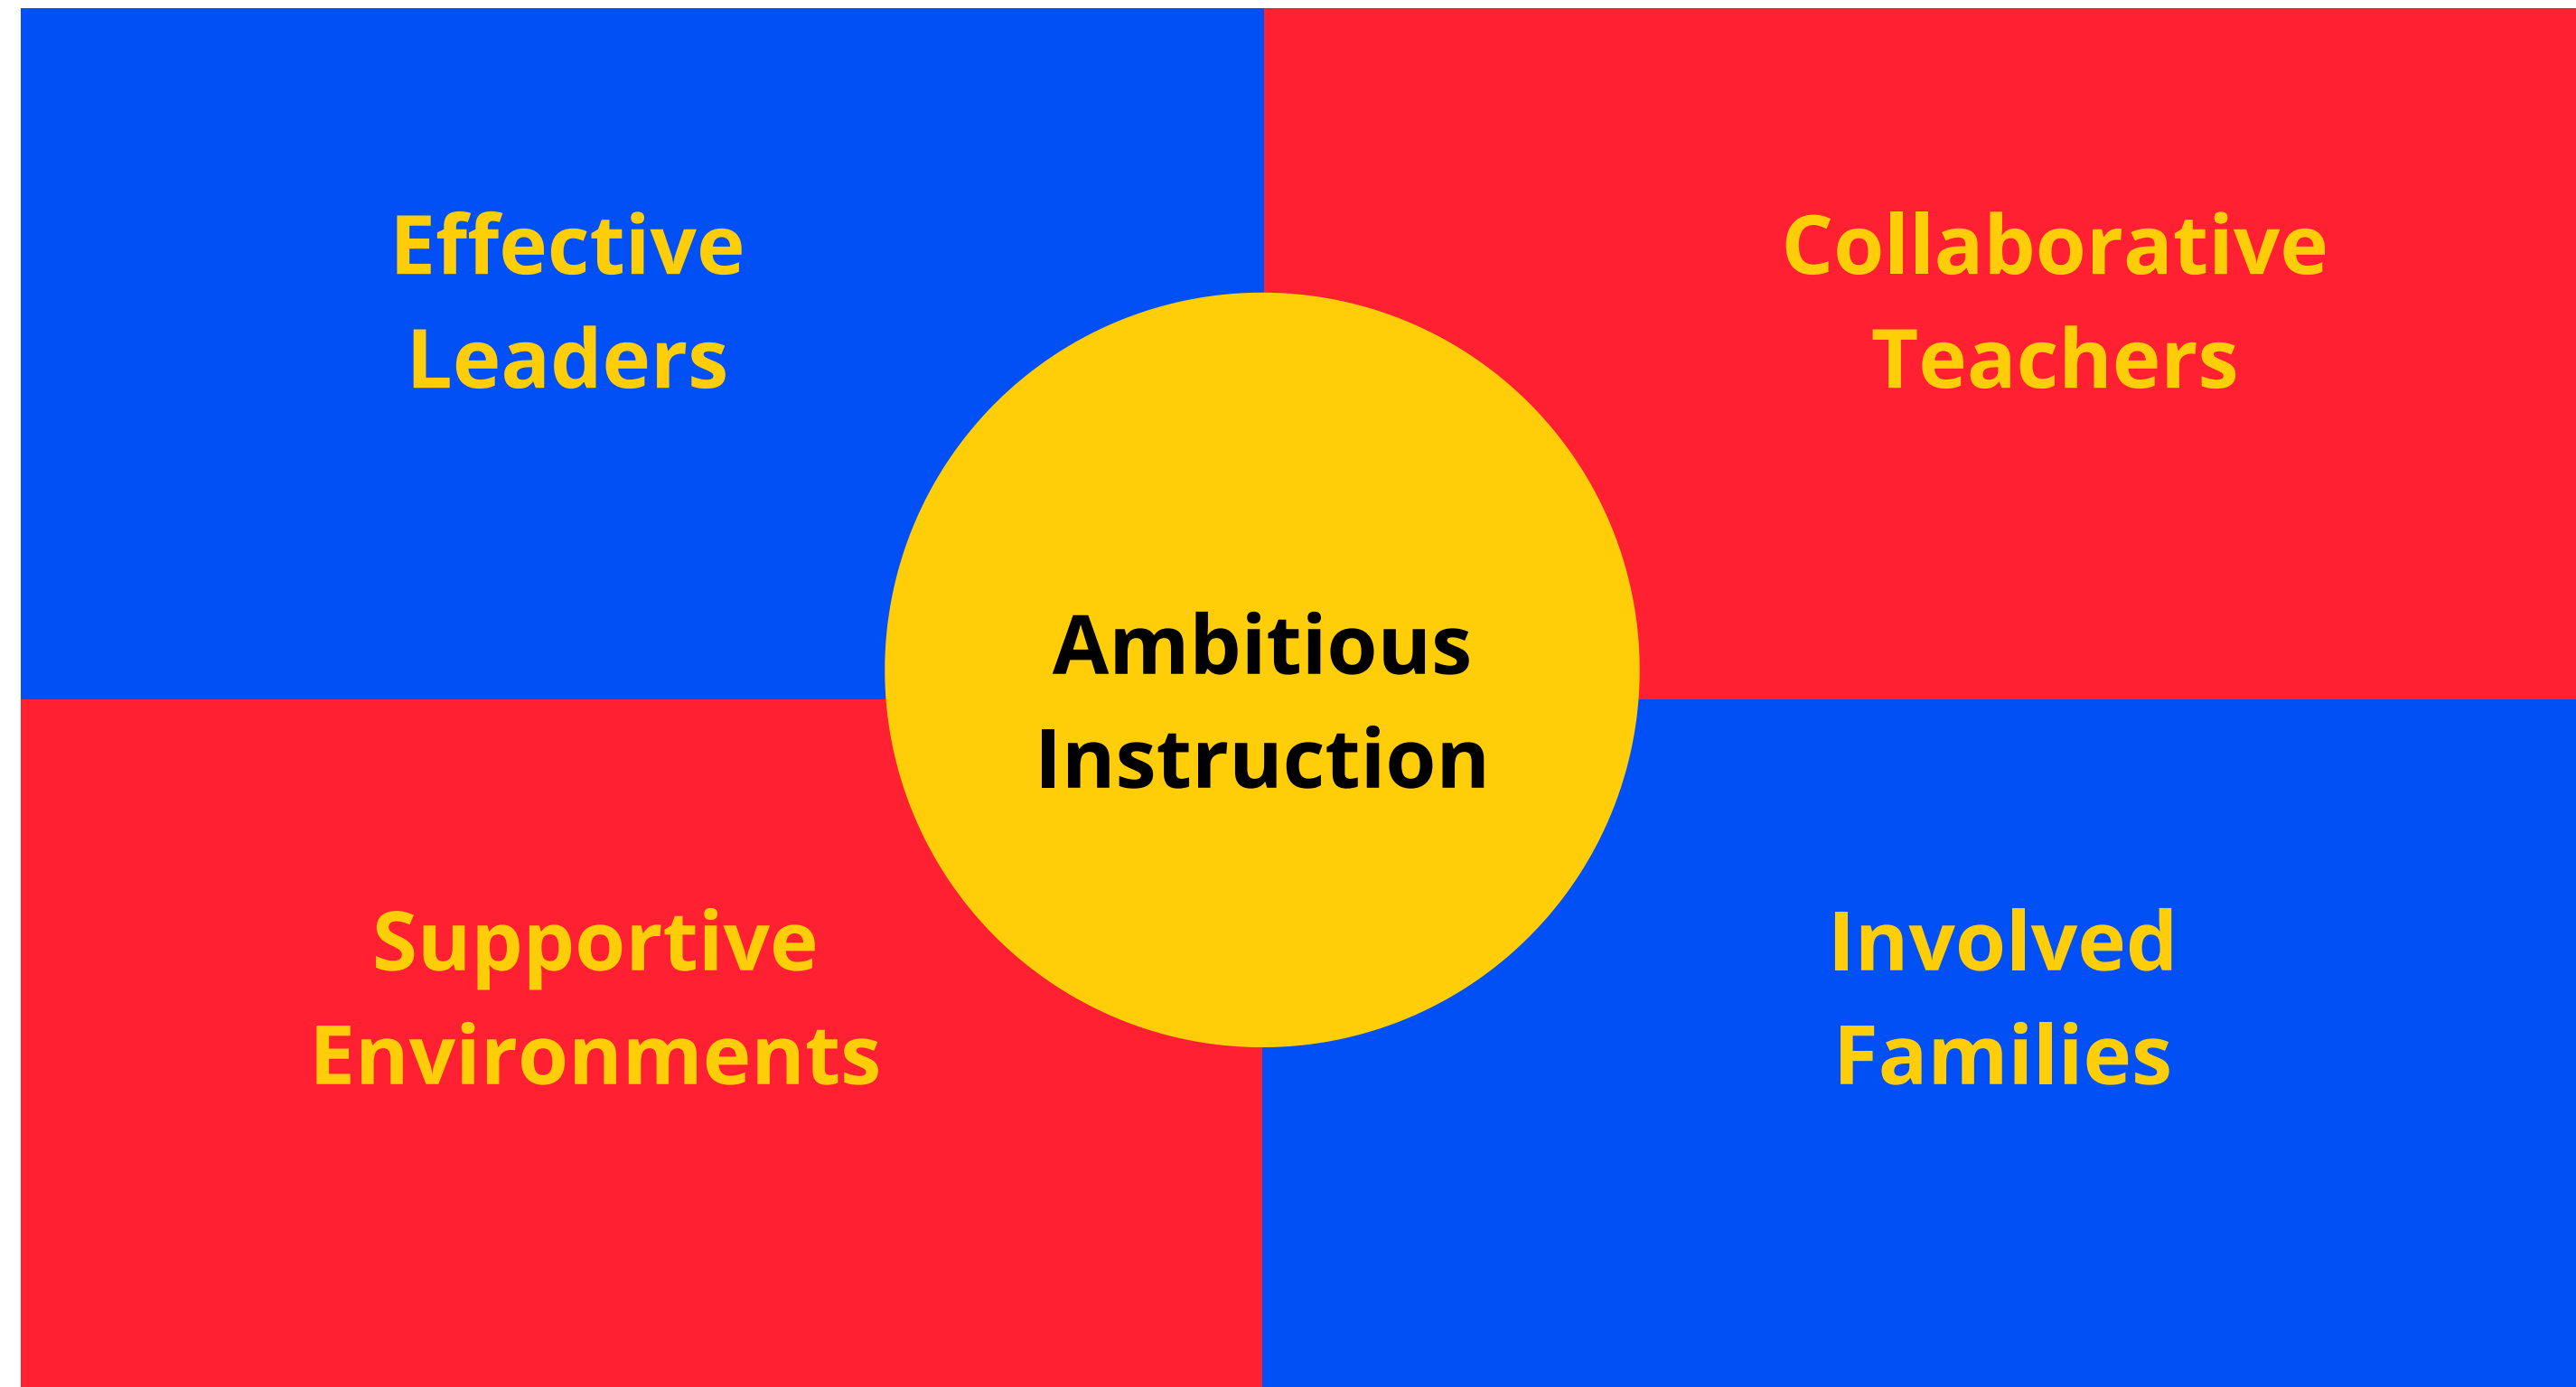 Effective
Leaders
Collaborative
Teachers
Ambitious
Instruction
Supportive
Environments
Involved
Families